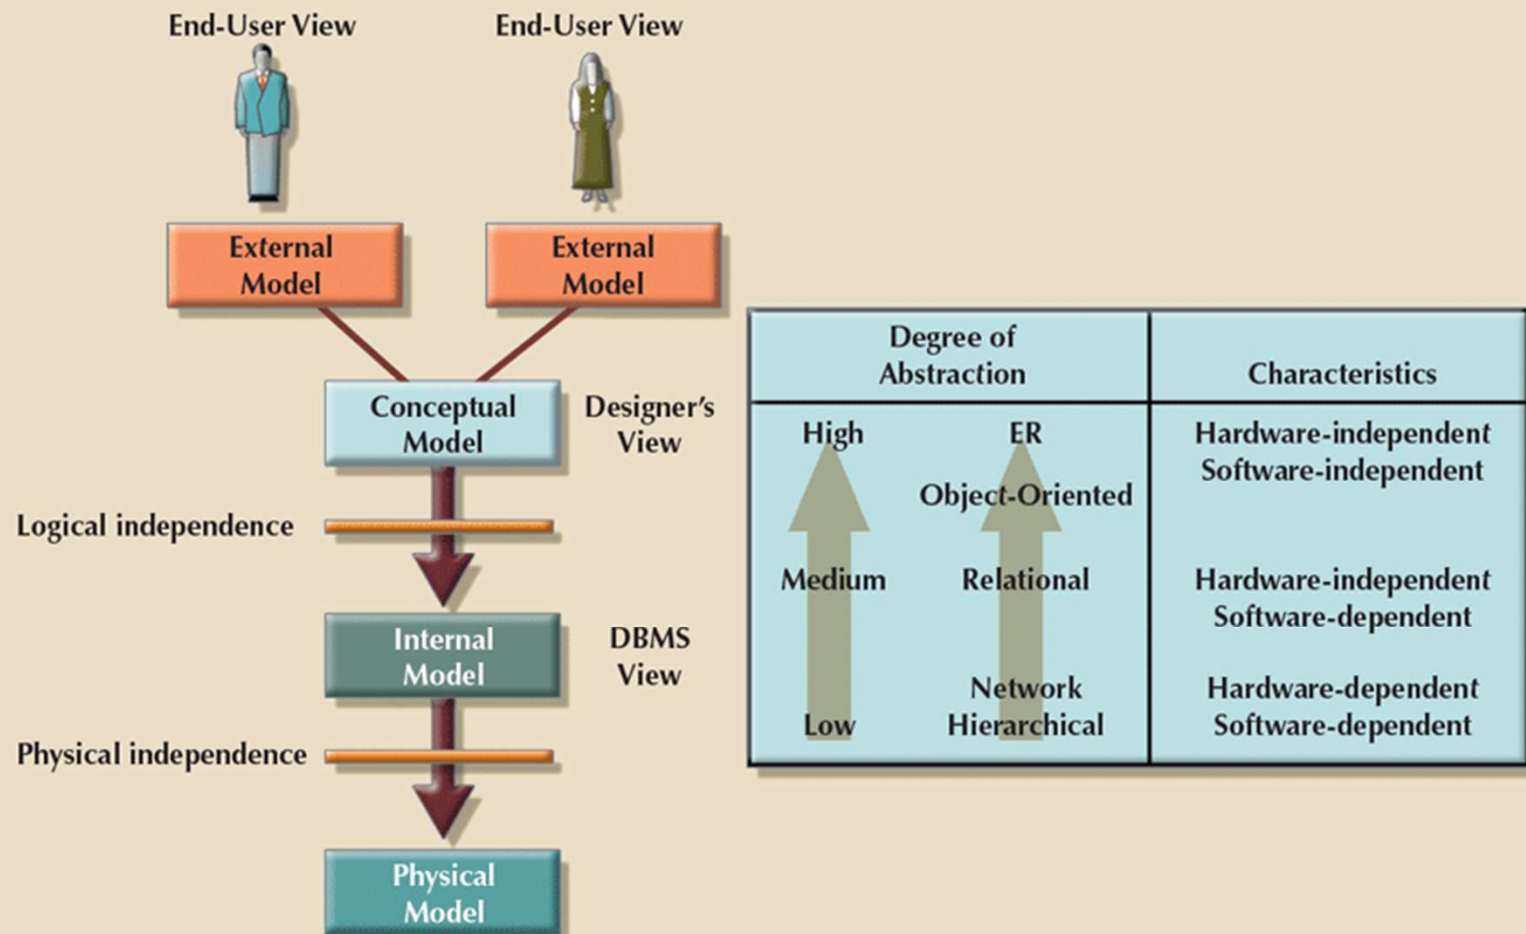 End-User View
End-User View
External
Model
External
Model
Conceptual
Model
Designer's
View
Logical independence
Internal
Model
DBMS
View
Physical independence
Physical
Model
Degree of
Abstraction
Characteristics
High
ER
Hardware-independent
Software-independent
Object-Oriented
Medium
Relational
Hardware-independent
Software-dependent
Low
Network
Hierarchical
Hardware-dependent
Software-dependent